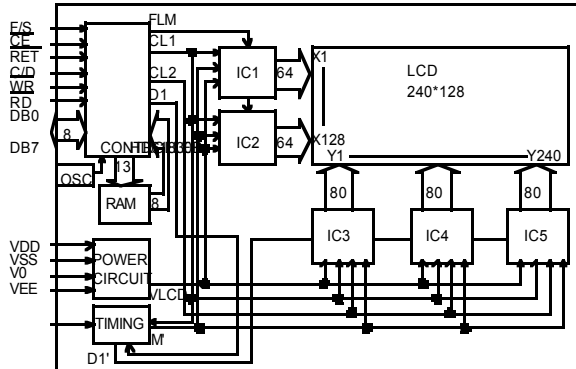 F/S
CE
RET
C/D
WR
RD
DB0
8
DB7
FLM
CL1
CL2
D1
CONT
13
OSC
RAM
8
IC1
64
IC2
64
X1
LCD
240*128
X128
Y1
Y240
80
80
80
IC3
IC4
IC5
VDD
VSS
V0
VEE
POWER
CIRCUIT
VLCD
TIMING
M'
D1'